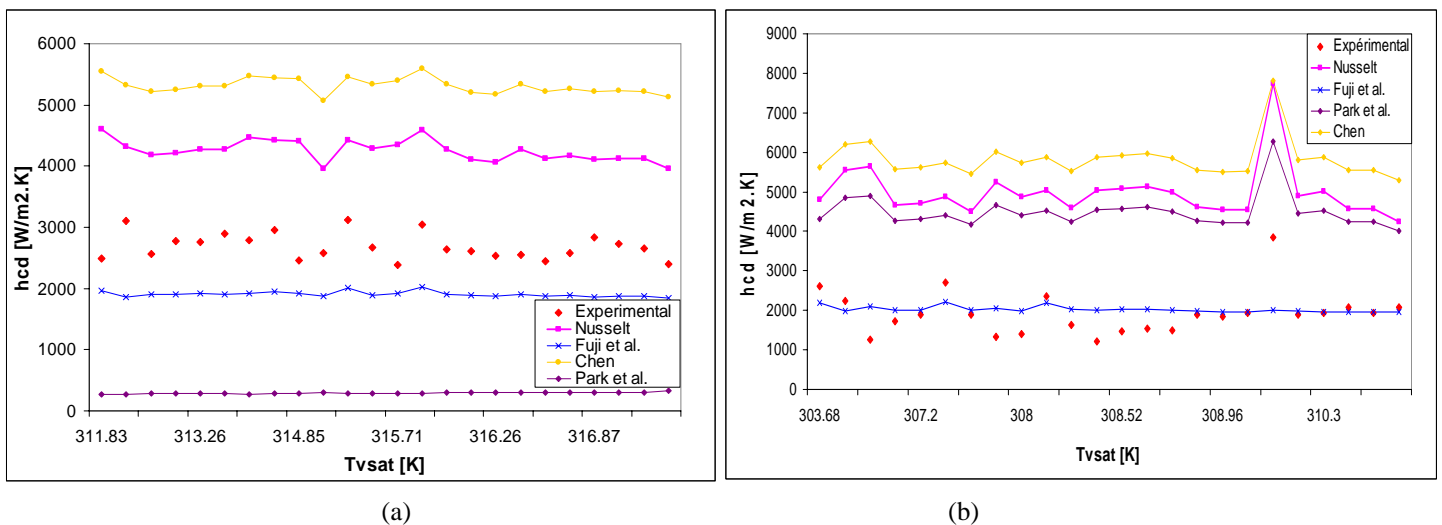 (a)
6000
5000
4000
3000
2000
1000
0
hcd [W/m2.K]
311.83 313.26 314.85 315.71 316.26 316.87
Tvsat [K]
Experimental
Nusselt
Fuji et al.
Chen
Park et al.
(b)
9000
8000
7000
6000
5000
4000
3000
2000
1000
0
hcd [W/m 2.K]
303.68 307.2 308 308.52 308.96 310.3
Tvsat [K]
Expérimental
Nusselt
Fuji et al.
Park et al.
Chen
(a) (b)